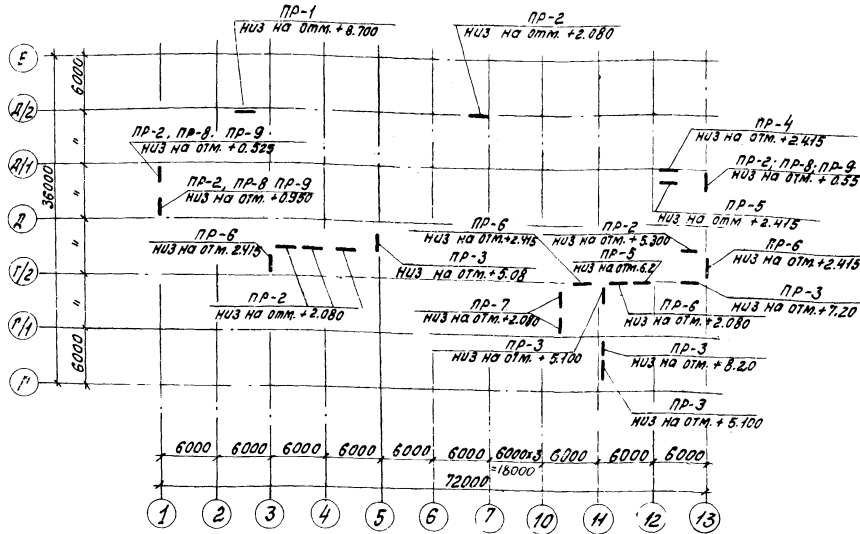 ПР-1
низ на отм. +8.700
ПР-2
низ на отм. +2.080
Е
6000
Д/2
ПР-2, ПР-8, ПР-9
низ на отм. +0.529
ПР-4
низ на отм. +2.415
"
Д/1
36000
ПР-2; ПР-8; ПР-9
низ на отм. +0.55
ПР-2, ПР-8 ПР-9
низ на отм. +0.950
"
ПР-5
низ на отм +2.415
Д
ПР-6
низ на отм. 2.415
ПР-6
низ на отм.+2.415
ПР-2
низ на отм. +5.300
"
ПР-3
низ на отм.+5.08
ПР-5
низ на отм.6.2
ПР-6
низ на отм.+2.415
Г/2
ПР-2
низ на отм. +2.080
ПР-7
низ на отм.+2.080
ПР-6
низ на отм.+2.080
ПР-3
низ на отм.+7.20
"
Г/1
ПР-3
низ на отм. +5.100
ПР-3
низ на отм. +8.20
6000
Г
ПР-3
низ на отм. +5.100
6000 6000 6000 6000 6000 6000 6000х3 6000 6000 6000
=18000
72000
1 2 3 4 5 6 7 10 11 12 13